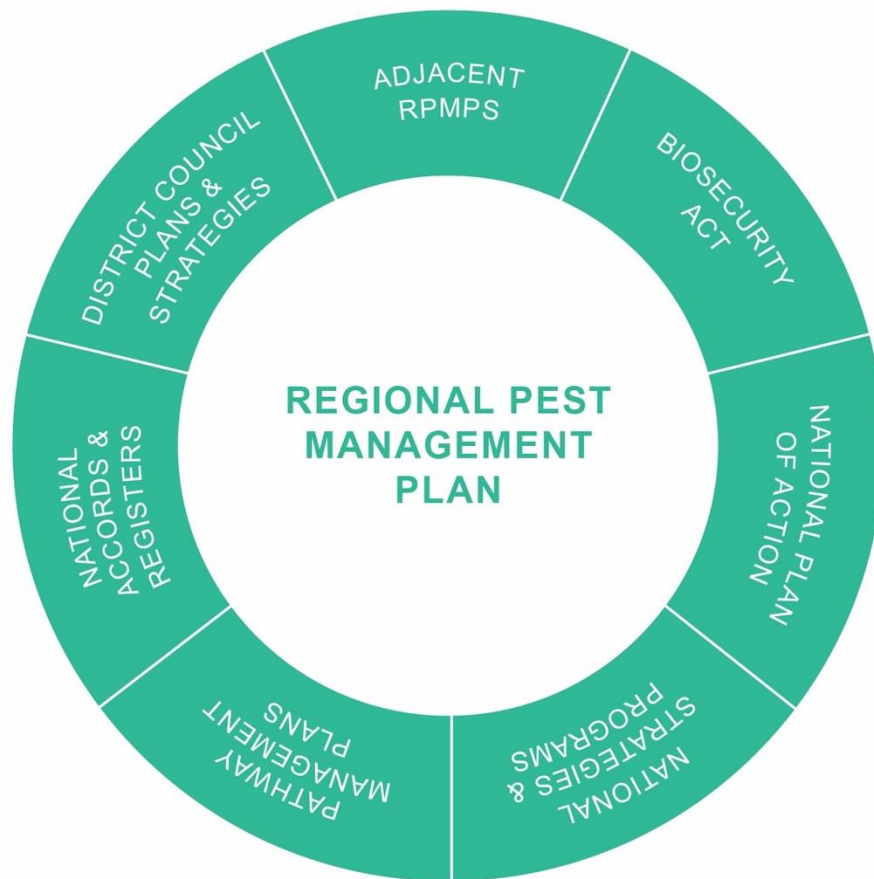 ADJACENT
RPMPS
BIOSECURITY
ACT
NATIONAL PLAN
OF ACTION
NATIONAL
STRATEGIES &
PROGRAMS
PATHWAY
MANAGEMENT
PLANS
NATIONAL
ACCORDS &
REGISTERS
DISTRICT COUNCIL
PLANS &
STRATEGIES
REGIONAL PEST
MANAGEMENT
PLAN